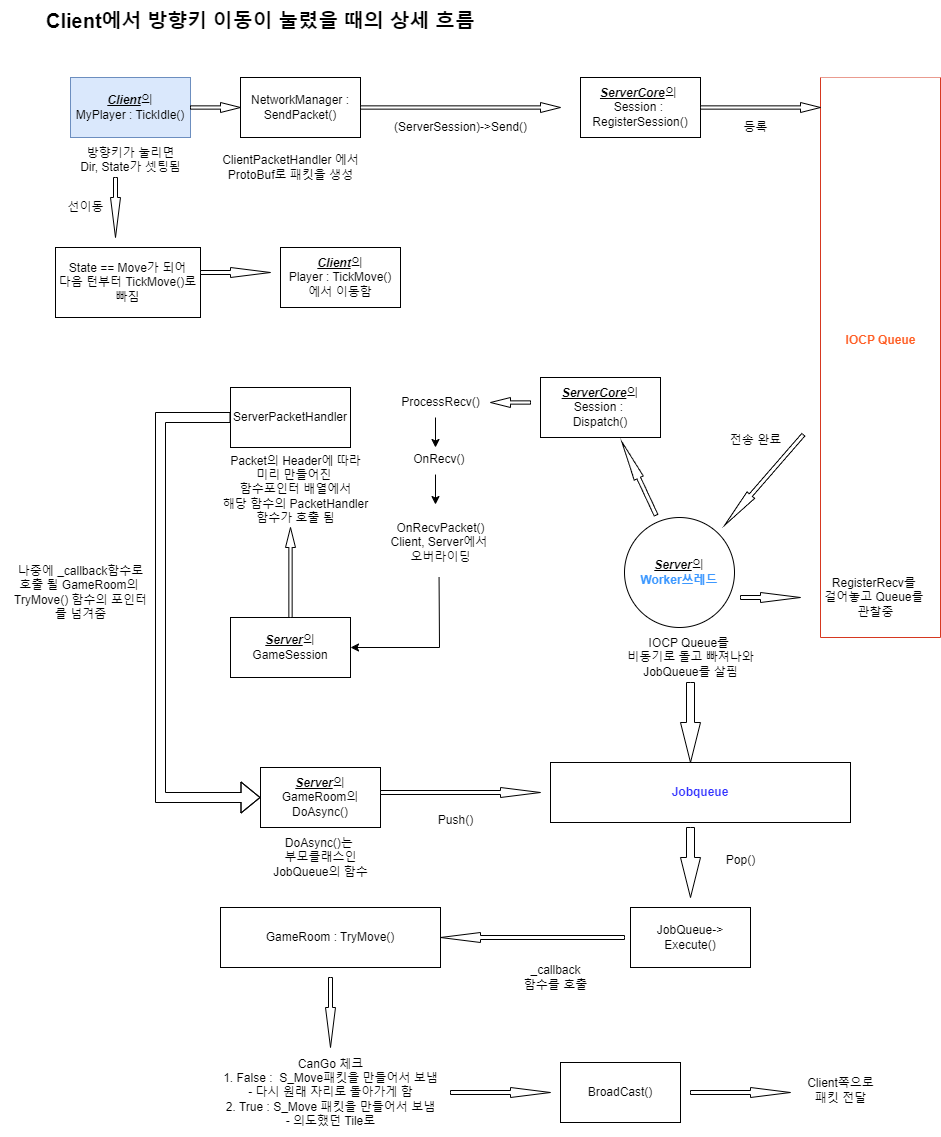 Client에서 방향키 이동이 눌렸을 때의 상세 흐름
Client의
MyPlayer : TickIdle()
NetworkManager :
SendPacket()
(ServerSession)->Send()
ServerCore의
Session :
RegisterSession()
등록
방향키가 눌리면
Dir, State가 셋팅됨
ClientPacketHandler 에서
ProtoBuf로 패킷을 생성
선이동
State == Move가 되어
다음 턴부터 TickMove()로
빠짐
Client의
Player : TickMove()
에서 이동함
IOCP Queue
ServerCore의
Session :
Dispatch()
ProcessRecv()
OnRecv()
OnRecvPacket()
Client, Server에서
오버라이딩
ServerPacketHandler
Packet의 Header에 따라
미리 만들어진
함수포인터 배열에서
해당 함수의 PacketHandler
함수가 호출 됨
전송 완료
Server의
Worker쓰레드
RegisterRecv를
걸어놓고 Queue를
관찰중
나중에 _callback함수로
호출 될 GameRoom의
TryMove() 함수의 포인터
를 넘겨줌
Server의
GameSession
IOCP Queue를
비동기로 돌고 빠져나와
JobQueue를 살핌
Server의
GameRoom의
DoAsync()
Push()
Jobqueue
DoAsync()는
부모클래스인
JobQueue의 함수
Pop()
JobQueue->
Execute()
_callback
함수를 호출
GameRoom : TryMove()
CanGo 체크
1. False : S_Move패킷을 만들어서 보냄
- 다시 원래 자리로 돌아가게 함
2. True : S_Move 패킷을 만들어서 보냄
- 의도했던 Tile로
BroadCast()
Client쪽으로
패킷 전달